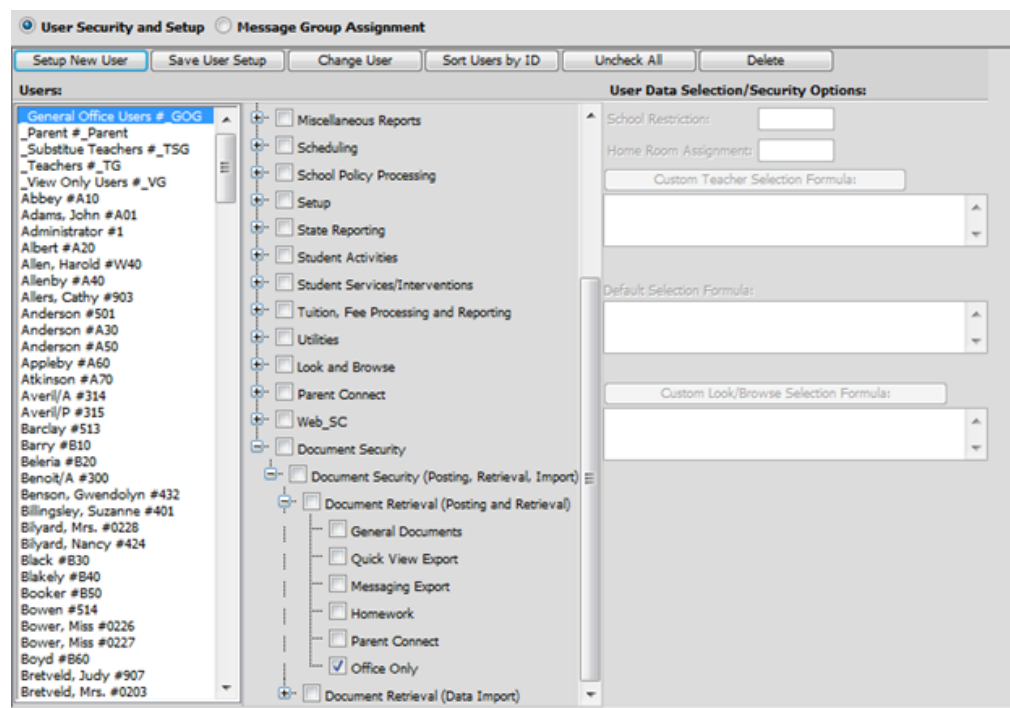 User Security and Setup Message Group Assignment
Setup New User Save User Setup Change User Sort Users by ID Uncheck All Delete
Users: User Data Selection/Security Options:
_General Office Users #_GOG
_Parent #_Parent
_Substitue Teachers #_TSG
_Teachers #_TG
_View Only Users #_VG
Abbey #A10
Adams, John #A01
Administrator #1
Albert #A20
Allen, Harold #W40
Allenby #A40
Allers, Cathy #903
Anderson #501
Anderson #A30
Anderson #A50
Appleby #A60
Atkinson #A70
Averil/A #314
Averil/P #315
Barclay #513
Barry #B10
Beleria #B20
Benoit/A #300
Benson, Gwendolyn #432
Billingsley, Suzanne #401
Bilyard, Mrs. #0228
Bilyard, Nancy #424
Black #B30
Blakely #B40
Booker #B50
Bowen #514
Bower, Miss #0226
Bower, Miss #0227
Boyd #B60
Bretveld, Judy #907
Bretveld, Mrs. #0203
Miscellaneous Reports
Scheduling
School Policy Processing
Setup
State Reporting
Student Activities
Student Services/Interventions
Tuition, Fee Processing and Reporting
Utilities
Look and Browse
Parent Connect
Web_SC
Document Security
Document Security (Posting, Retrieval, Import)
Document Retrieval (Posting and Retrieval)
General Documents
Quick View Export
Messaging Export
Homework
Parent Connect
Office Only
Document Retrieval (Data Import)
School Restriction:
Home Room Assignment:
Custom Teacher Selection Formula:
Default Selection Formula:
Custom Look/Browse Selection Formula: